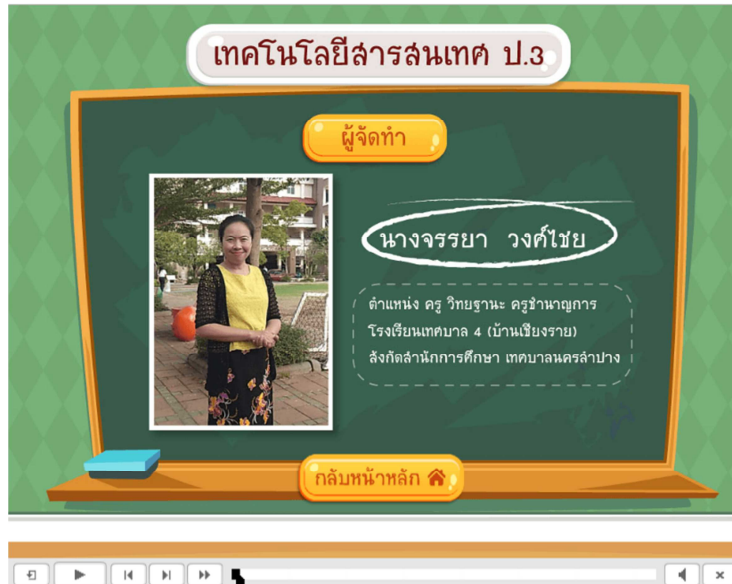 เทคโนโลยีสารสนเทศ ป.3
ผู้จัดทำ
นางจรรยา วงศ์ไชย
ตำแหน่ง ครู วิทยฐานะ ครูชำนาญการ
โรงเรียนเทศบาล 4 (บ้านเชียงราย)
สังกัดสำนักการศึกษา เทศบาลนครลำปาง
กลับหน้าหลัก